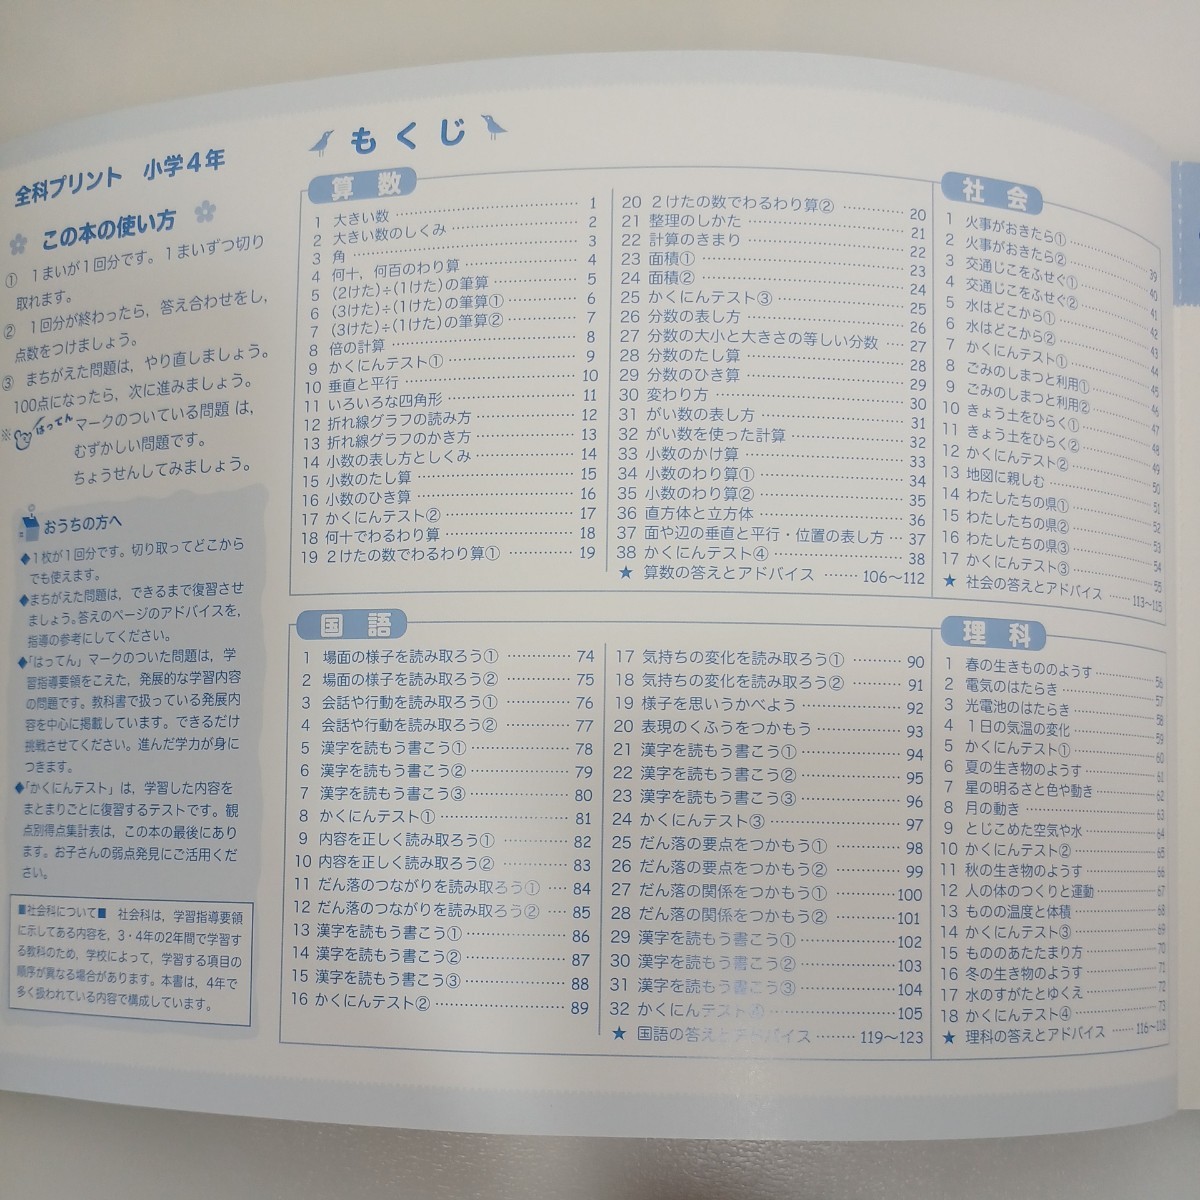 全科プリント 小学4年
この本の使い方
① 1まいが1回分です。1まいずつ切り
取れます。
② 1回分が終わったら，答え合わせをし，
点数をつけましょう。
③ まちがえた問題は，やり直しましょう。
100点になったら，次に進みましょう。
※ はってん マークのついている問題 は，
むずかしい問題です。
ちょうせんしてみましょう。
おうちの方へ
◆1枚が1回分です。切り取ってどこから
でも使えます。
◆まちがえた問題は，できるまで復習させ
ましょう。答えのページのアドバイスを，
指導の参考にしてください。
◆「はってん」マークのついた問題は，学
習指導要領をこえた，発展的な学習内容
の問題です。教科書で扱っている発展内
容を中心に掲載しています。できるだけ
挑戦させてください。進んだ学力が身に
つきます。
◆「かくにんテスト」は，学習した内容を
まとまりごとに復習するテストです。観
点別得点集計表は，この本の最後にあり
ます。お子さんの弱点発見にご活用くだ
さい。
■社会科について■ 社会科は，学習指導要領
に示してある内容を，3・4年の2年間で学習す
る教科のため，学校によって，学習する項目の
順序が異なる場合があります。本書は，4年で
多く扱われている内容で構成しています。
もくじ
算数
1 大きい数 …… 1
2 大きい数のしくみ …… 2
3 角 …… 3
4 何十，何百のわり算 …… 4
5 (2けた)÷(1けた)の筆算 …… 5
6 (3けた)÷(1けた)の筆算① …… 6
7 (3けた)÷(1けた)の筆算② …… 7
8 倍の計算 …… 8
9 かくにんテスト① …… 9
10 垂直と平行 …… 10
11 いろいろな四角形 …… 11
12 折れ線グラフの読み方 …… 12
13 折れ線グラフのかき方 …… 13
14 小数の表し方としくみ …… 14
15 小数のたし算 …… 15
16 小数のひき算 …… 16
17 かくにんテスト② …… 17
18 何十でわるわり算 …… 18
19 2けたの数でわるわり算① …… 19
20 2けたの数でわるわり算② …… 20
21 整理のしかた …… 21
22 計算のきまり …… 22
23 面積① …… 23
24 面積② …… 24
25 かくにんテスト③ …… 25
26 分数の表し方 …… 26
27 分数の大小と大きさの等しい分数 …… 27
28 分数のたし算 …… 28
29 分数のひき算 …… 29
30 変わり方 …… 30
31 がい数の表し方 …… 31
32 がい数を使った計算 …… 32
33 小数のかけ算 …… 33
34 小数のわり算① …… 34
35 小数のわり算② …… 35
36 直方体と立方体 …… 36
37 面や辺の垂直と平行・位置の表し方 …… 37
38 かくにんテスト④ …… 38
★ 算数の答えとアドバイス …… 106〜112
社会
1 火事がおきたら① …… 39
2 火事がおきたら② …… 40
3 交通じこをふせぐ① …… 41
4 交通じこをふせぐ② …… 42
5 水はどこから① …… 43
6 水はどこから② …… 44
7 かくにんテスト① …… 45
8 ごみのしまつと利用① …… 46
9 ごみのしまつと利用② …… 47
10 きょう土をひらく① …… 48
11 きょう土をひらく② …… 49
12 かくにんテスト② …… 50
13 地図に親しむ …… 51
14 わたしたちの県① …… 52
15 わたしたちの県② …… 53
16 わたしたちの県③ …… 54
17 かくにんテスト③ …… 55
★ 社会の答えとアドバイス …… 113〜115
国語
1 場面の様子を読み取ろう① …… 74
2 場面の様子を読み取ろう② …… 75
3 会話や行動を読み取ろう① …… 76
4 会話や行動を読み取ろう② …… 77
5 漢字を読もう書こう① …… 78
6 漢字を読もう書こう② …… 79
7 漢字を読もう書こう③ …… 80
8 かくにんテスト① …… 81
9 内容を正しく読み取ろう① …… 82
10 内容を正しく読み取ろう② …… 83
11 だん落のつながりを読み取ろう① …… 84
12 だん落のつながりを読み取ろう② …… 85
13 漢字を読もう書こう① …… 86
14 漢字を読もう書こう② …… 87
15 漢字を読もう書こう③ …… 88
16 かくにんテスト② …… 89
17 気持ちの変化を読み取ろう① …… 90
18 気持ちの変化を読み取ろう② …… 91
19 様子を思いうかべよう …… 92
20 表現のくふうをつかもう …… 93
21 漢字を読もう書こう① …… 94
22 漢字を読もう書こう② …… 95
23 漢字を読もう書こう③ …… 96
24 かくにんテスト③ …… 97
25 だん落の要点をつかもう① …… 98
26 だん落の要点をつかもう② …… 99
27 だん落の関係をつかもう① …… 100
28 だん落の関係をつかもう② …… 101
29 漢字を読もう書こう① …… 102
30 漢字を読もう書こう② …… 103
31 漢字を読もう書こう③ …… 104
32 かくにんテスト④ …… 105
★ 国語の答えとアドバイス …… 119〜123
理科
1 春の生きもののようす …… 56
2 電気のはたらき …… 57
3 光電池のはたらき …… 58
4 1日の気温の変化 …… 59
5 かくにんテスト① …… 60
6 夏の生き物のようす …… 61
7 星の明るさと色や動き …… 62
8 月の動き …… 63
9 とじこめた空気や水 …… 64
10 かくにんテスト② …… 65
11 秋の生き物のようす …… 66
12 人の体のつくりと運動 …… 67
13 ものの温度と体積 …… 68
14 かくにんテスト③ …… 69
15 もののあたたまり方 …… 70
16 冬の生き物のようす …… 71
17 水のすがたとゆくえ …… 72
18 かくにんテスト④ …… 73
★ 理科の答えとアドバイス …… 116〜118